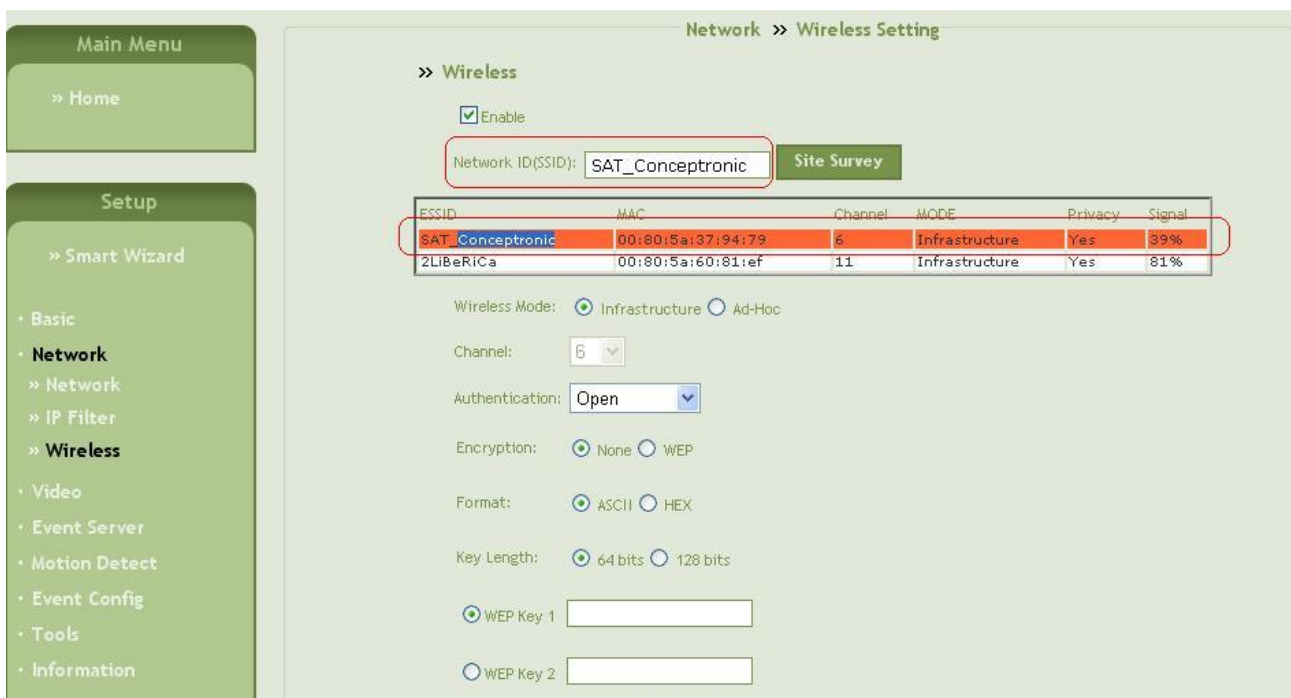 Main Menu
» Home
Setup
» Smart Wizard
· Basic
· Network
» Network
» IP Filter
» Wireless
· Video
· Event Server
· Motion Detect
· Event Config
· Tools
· Information
Network » Wireless Setting
» Wireless
Enable
Network ID(SSID): SAT_Conceptronic Site Survey
ESSID MAC Channel MODE Privacy Signal
SAT_Conceptronic 00:80:5a:37:94:79 6 Infrastructure Yes 39%
2LiBeRiCa 00:80:5a:60:81:ef 11 Infrastructure Yes 81%
Wireless Mode: Infrastructure Ad-Hoc
Channel: 6
Authentication: Open
Encryption: None WEP
Format: ASCII HEX
Key Length: 64 bits 128 bits
WEP Key 1
WEP Key 2